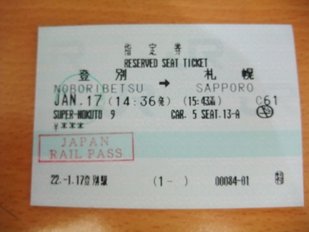 指定券
RESERVED SEAT TICKET
登別 → 札幌
NOBORIBETSU SAPPORO
JAN.17 (14:36発) (15:43着) C61
SUPER-HOKUTO 9 CAR. 5 SEAT.13-A
¥***
JAPAN
RAIL PASS
22.-1.17登別駅 (1- ) 00084-01